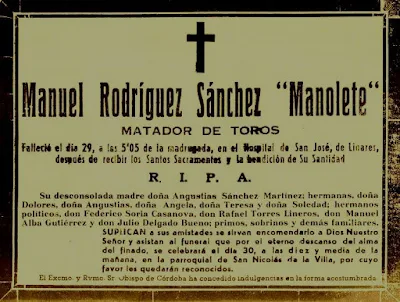 Manuel Rodríguez Sánchez "Manolete"
MATADOR DE TOROS
Falleció el día 29, a las 5'05 de la madrugada, en el Hospital de San José, de Linares,
después de recibir los Santos Sacramentos y la bendición de Su Santidad
R. I. P. A.
Su desconsolada madre doña Angustias Sánchez Martínez; hermanas, doña
Dolores, doña Angustias, doña Angela, doña Teresa y doña Soledad; hermanos
políticos, don Federico Soria Casanova, don Rafael Torres Lineros, don Manuel
Alba Gutiérrez y don Julio Delgado Bueno; primos, sobrinos y demás familiares.
SUPLICAN a sus amistades se sirvan encomendarlo a Dios Nuestro
Señor y asistan al funeral que por el eterno descanso del alma
del finado, se celebrará el día 30, a las diez y media de la
mañana, en la parroquial de San Nicolás de la Villa, por cuyo
favor les quedarán reconocidos.
El Excmo. y Rvmo. Sr. Obispo de Córdoba ha concedido indulgencias en la forma acostumbrada